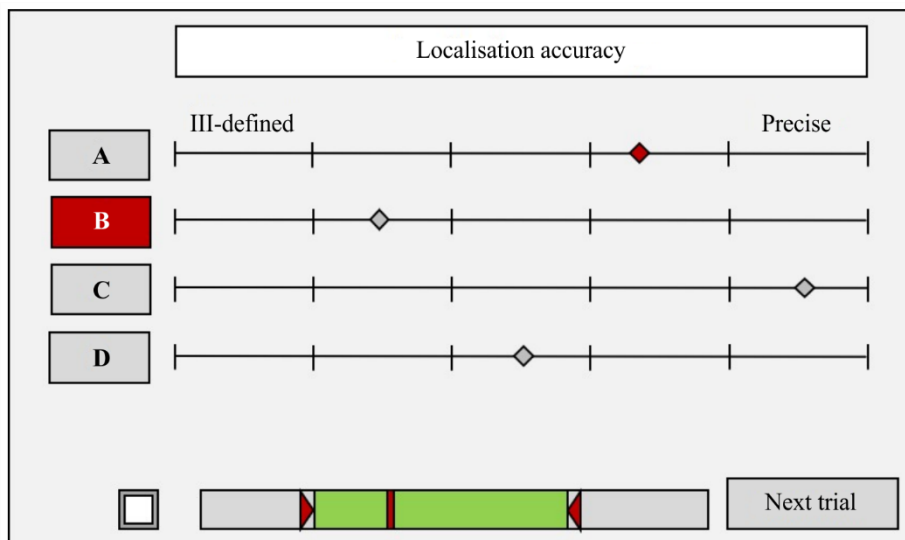 Localisation accuracy
III-defined Precise
A
B
C
D
Next trial